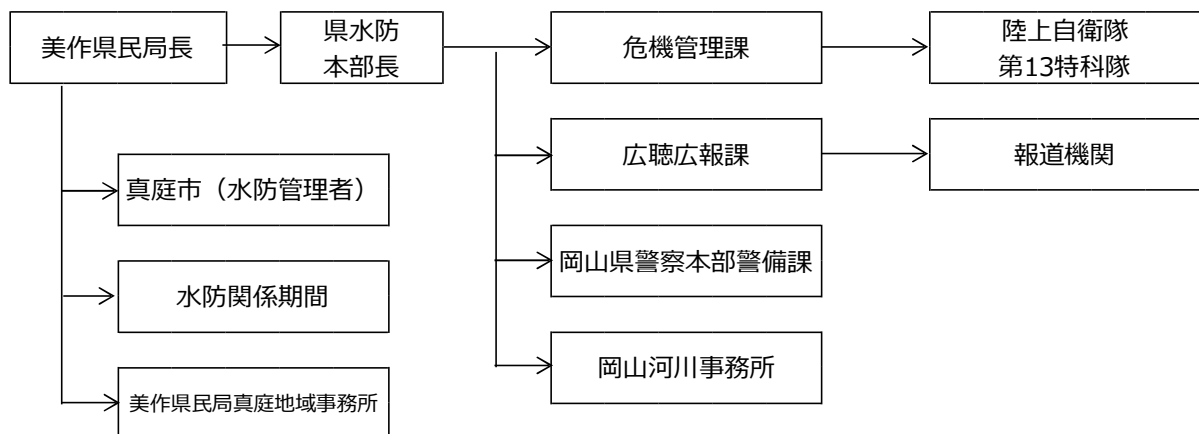 美作県民局長
県水防
本部長
危機管理課
陸上自衛隊
第13特科隊
広聴広報課
報道機関
真庭市（水防管理者）
岡山県警察本部警備課
水防関係期間
岡山河川事務所
美作県民局真庭地域事務所